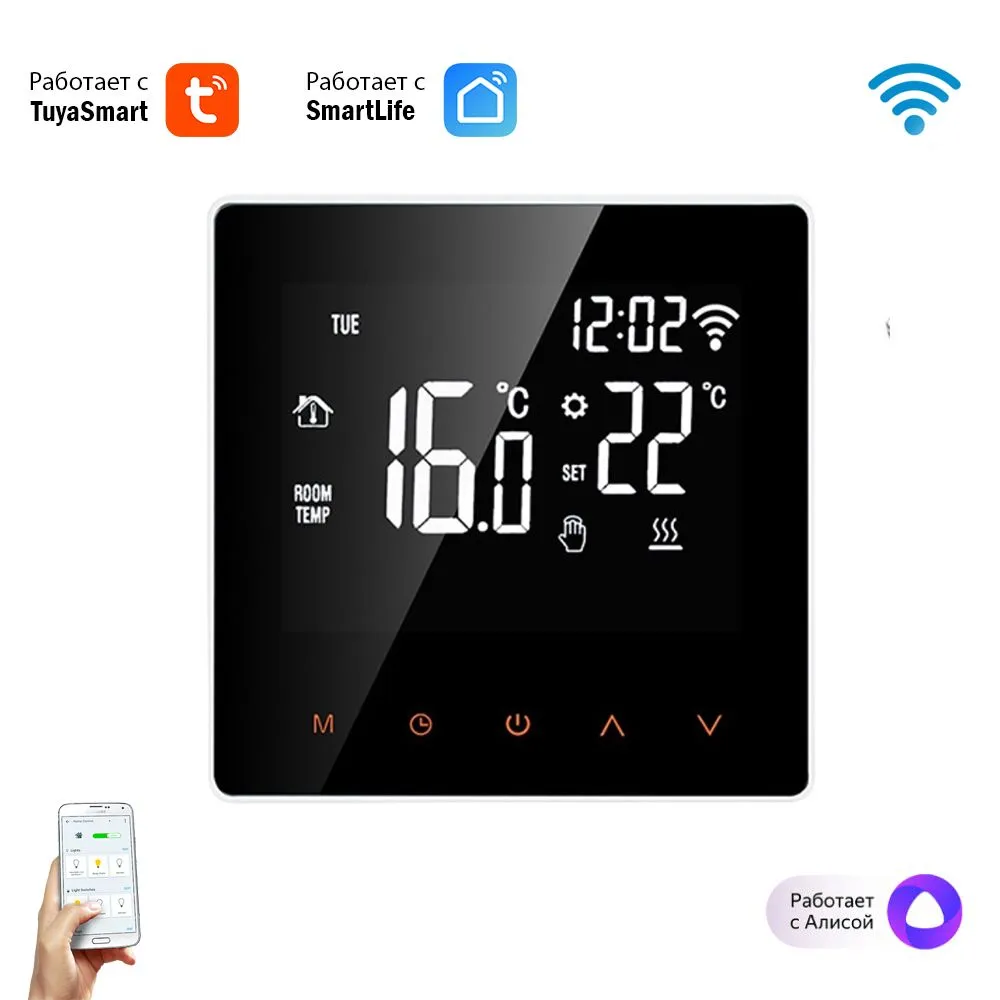 Работает с
TuyaSmart
Работает с
SmartLife
TUE
12:02
16.0 °C
22 °C
SET
ROOM
TEMP
M
Работает
с Алисой